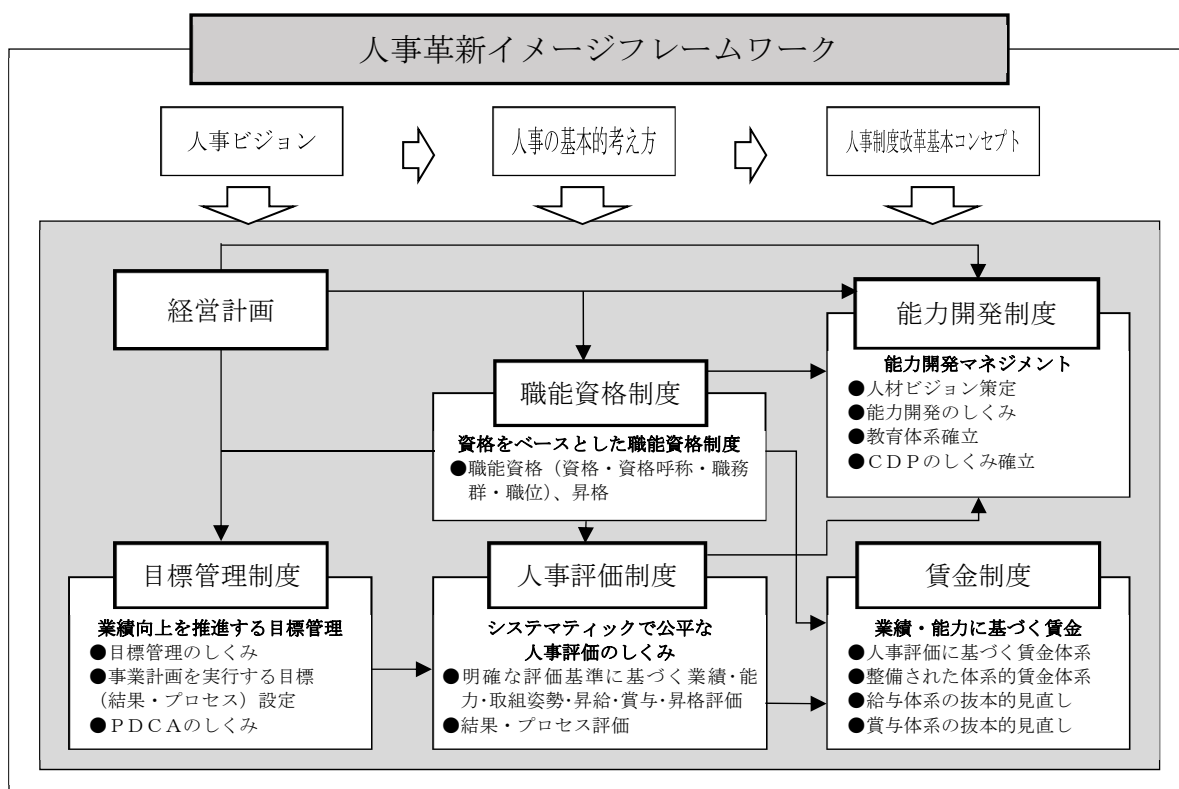 人事革新イメージフレームワーク
人事ビジョン
人事の基本的考え方
人事制度改革基本コンセプト
経営計画
能力開発制度
能力開発マネジメント
●人材ビジョン策定
●能力開発のしくみ
●教育体系確立
●ＣＤＰのしくみ確立
職能資格制度
資格をベースとした職能資格制度
●職能資格（資格・資格呼称・職務
群・職位）、昇格
目標管理制度
業績向上を推進する目標管理
●目標管理のしくみ
●事業計画を実行する目標
（結果・プロセス）設定
●ＰＤＣＡのしくみ
人事評価制度
システマティックで公平な
人事評価のしくみ
●明確な評価基準に基づく業績・能
力・取組姿勢・昇給・賞与・昇格評価
●結果・プロセス評価
賃金制度
業績・能力に基づく賃金
●人事評価に基づく賃金体系
●整備された体系的賃金体系
●給与体系の抜本的見直し
●賞与体系の抜本的見直し